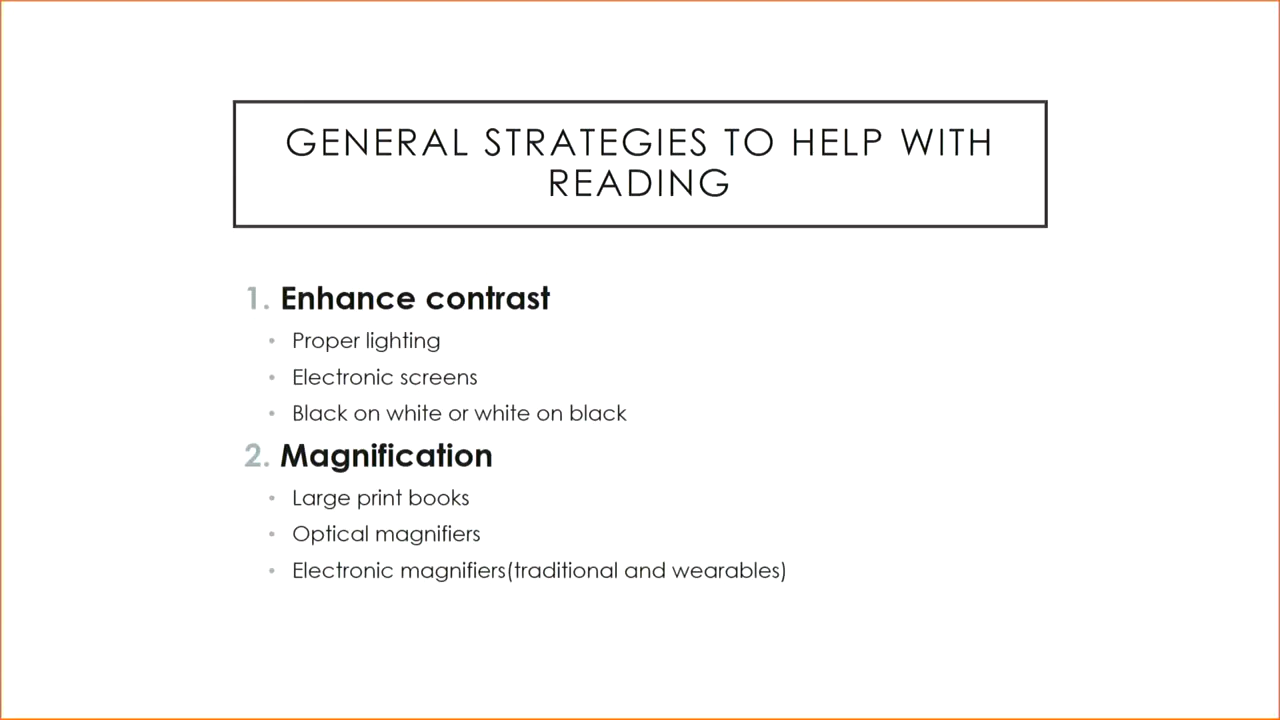 GENERAL STRATEGIES TO HELP WITH
READING
1. Enhance contrast
• Proper lighting
• Electronic screens
• Black on white or white on black
2. Magnification
• Large print books
• Optical magnifiers
• Electronic magnifiers(traditional and wearables)